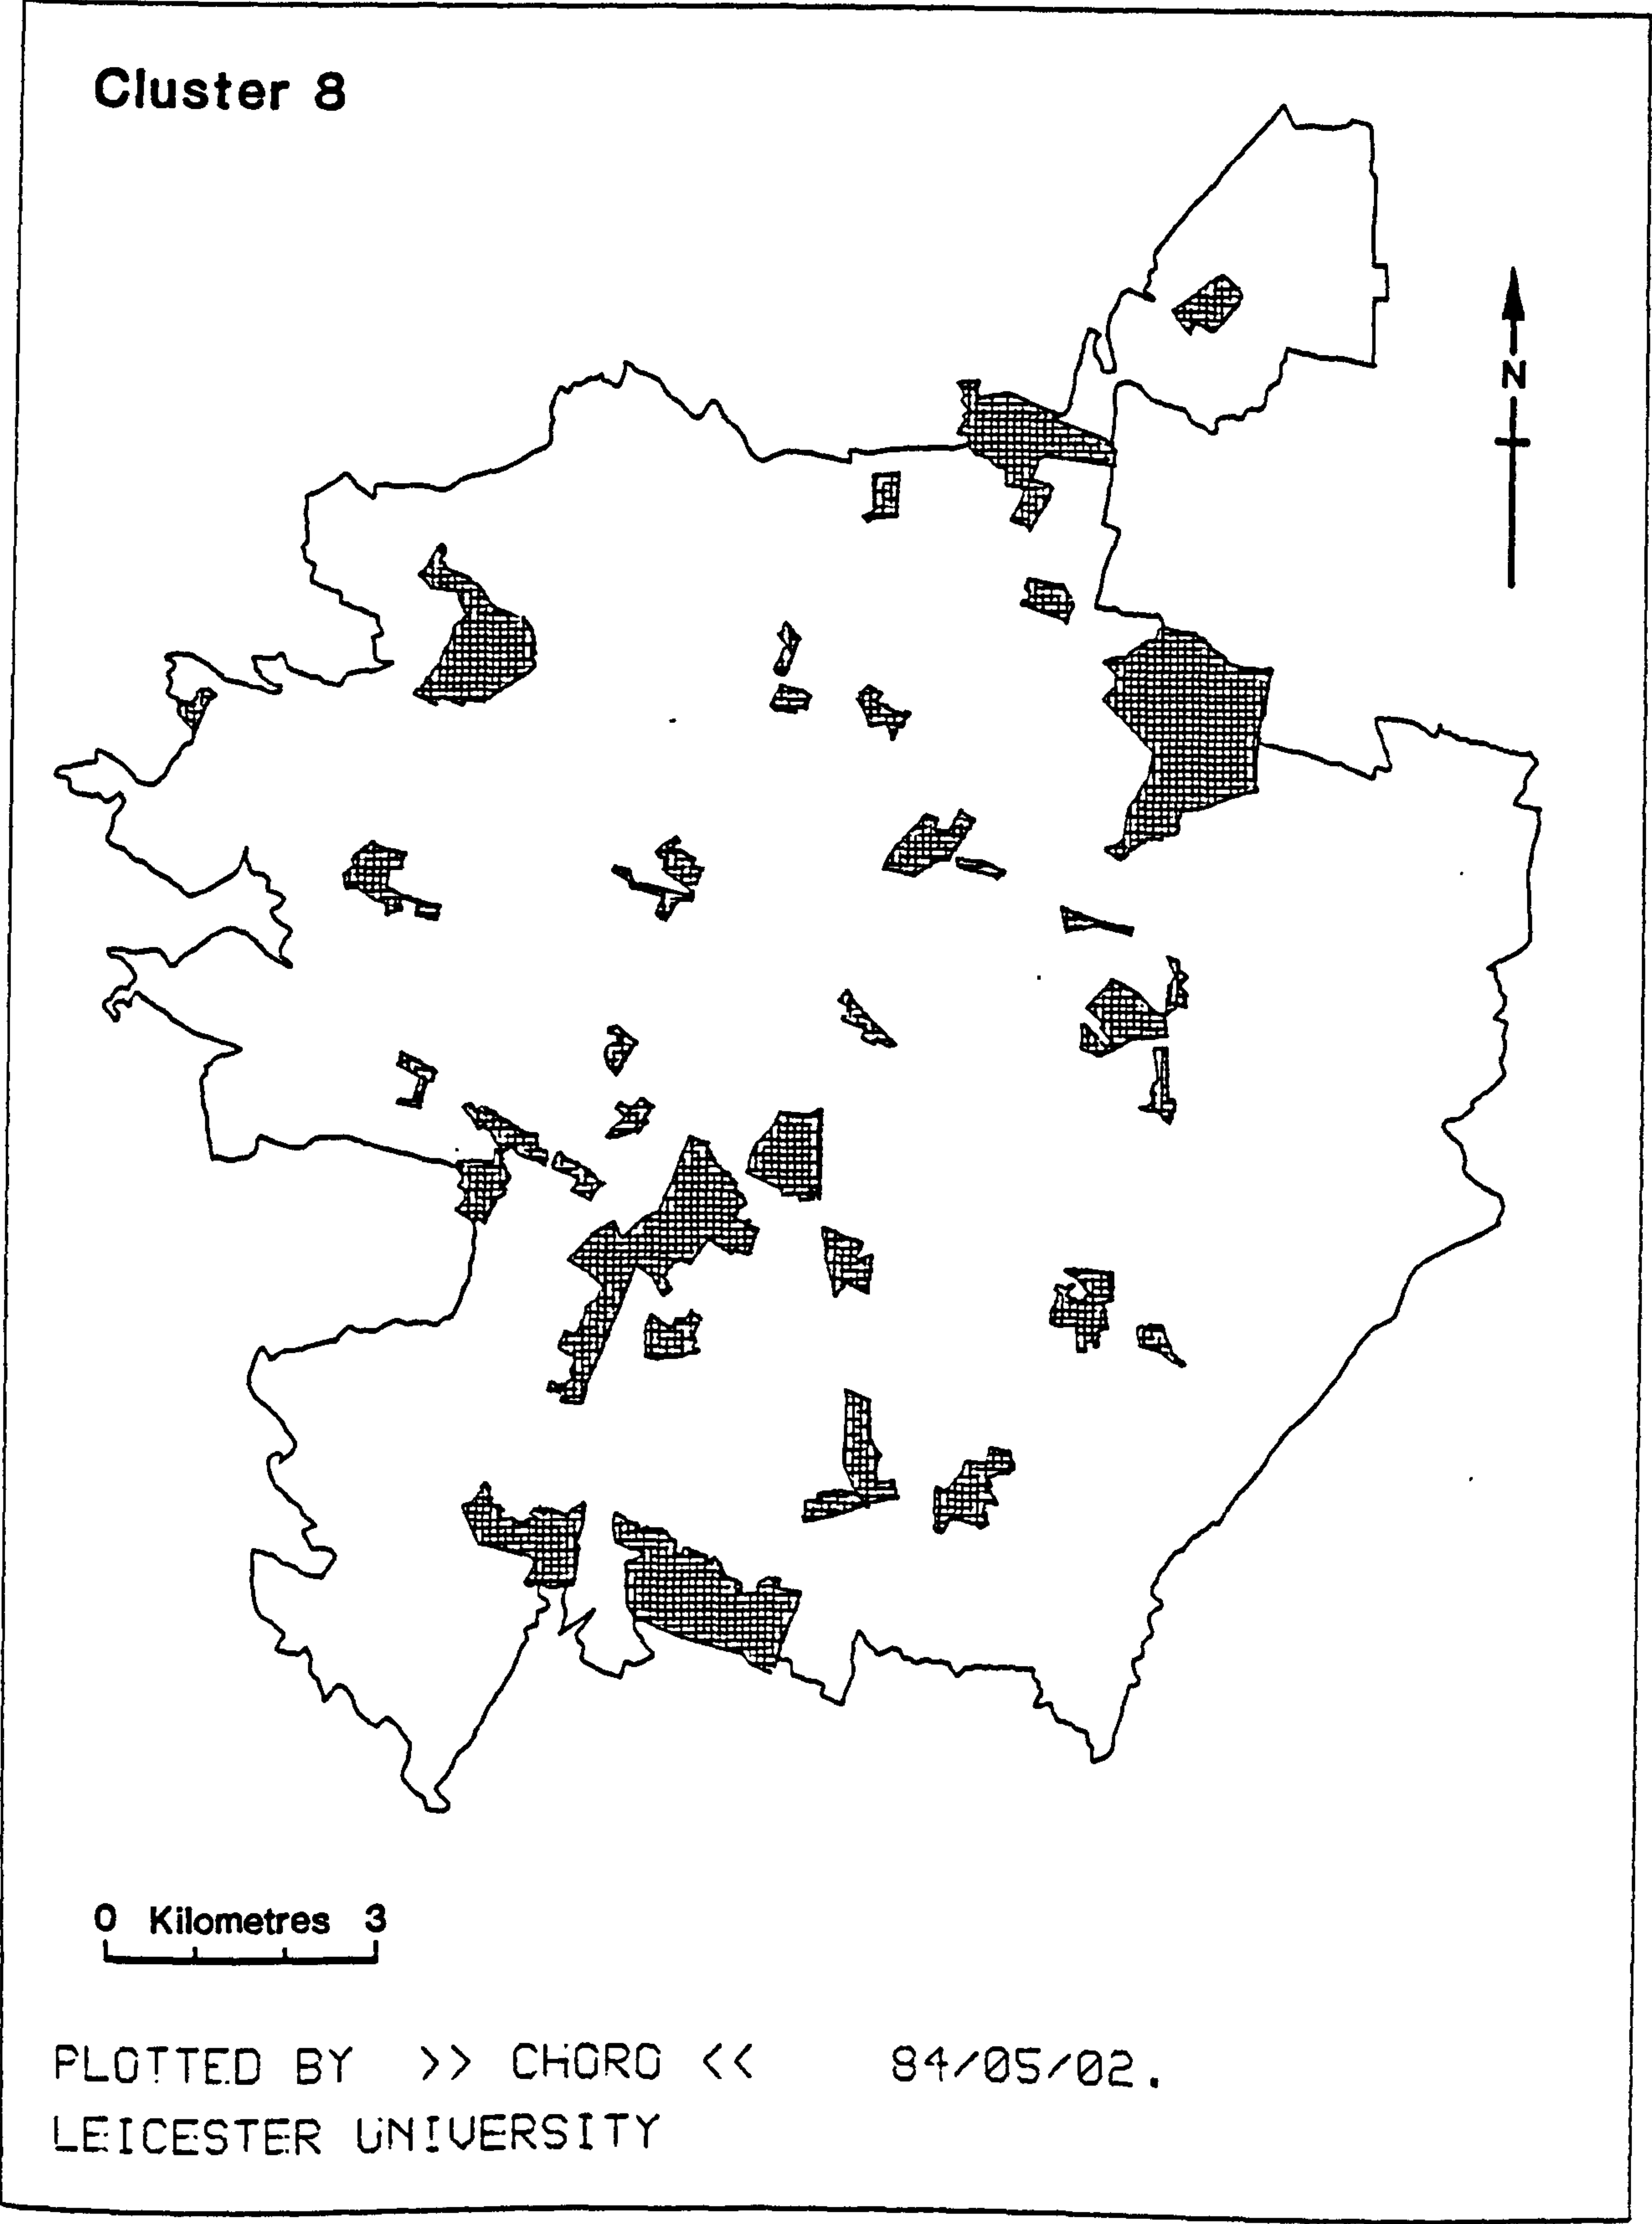 Cluster 8
N
0 Kilometres 3
PLOTTED BY >> CHORO << 84/05/02.
LEICESTER UNIVERSITY